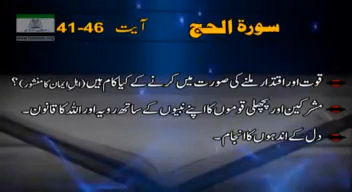 سورة الحج آیت 41-46
قوت اور اقتدار ملنے کی صورت میں کرنے کے کیا کام ہیں (اہل ایمان کا منشور)؟
مشرکین اور پچھلی قوموں کا اپنے نبیوں کے ساتھ رویہ اور اللہ کا قانون۔
دل کے اندھوں کا انجام۔